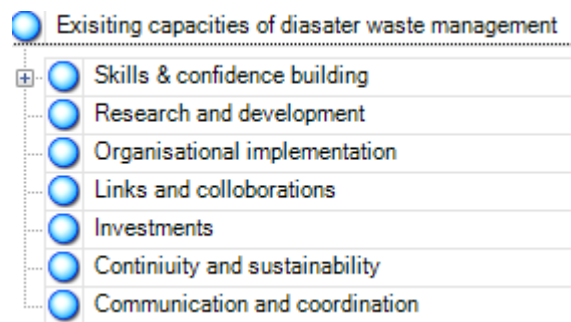 Exisiting capacities of diasater waste management
Skills & confidence building
Research and development
Organisational implementation
Links and colloborations
Investments
Continiuity and sustainability
Communication and coordination